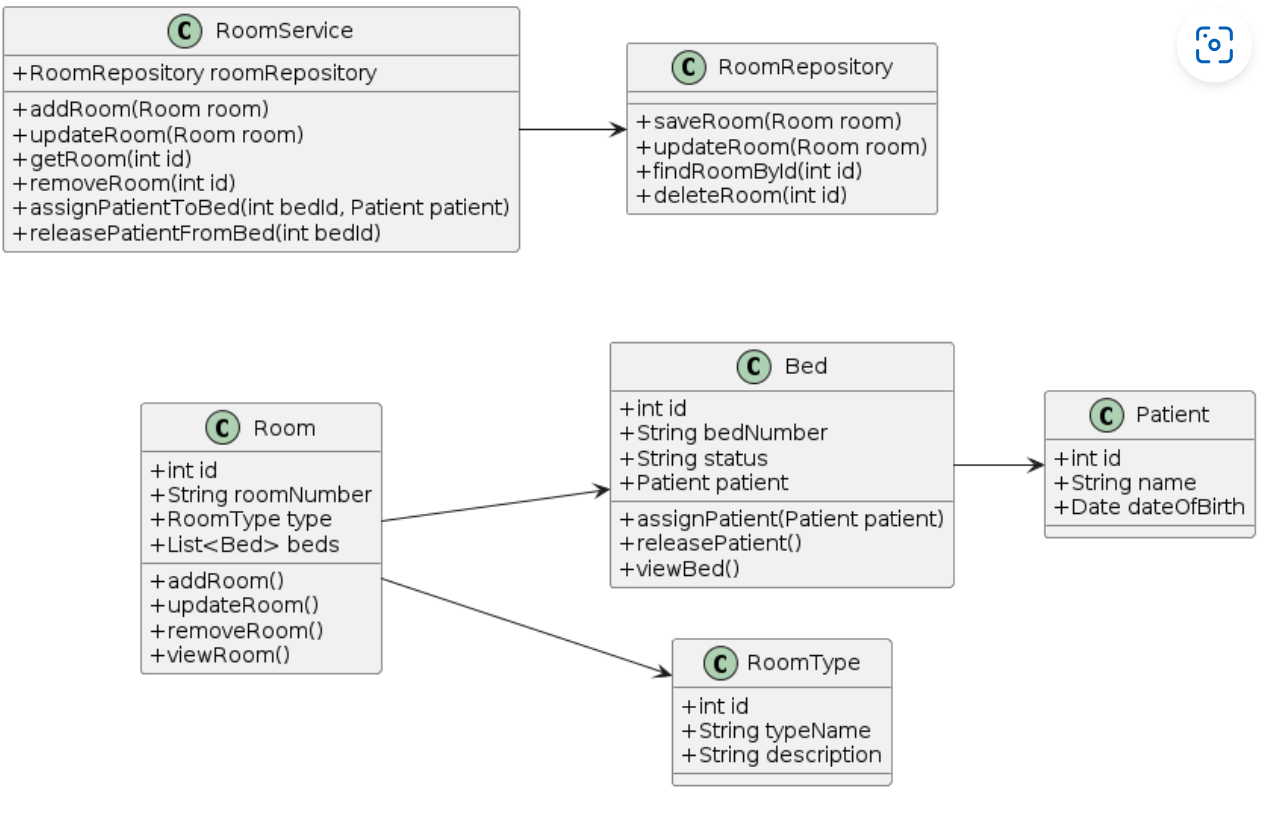 C RoomService
+RoomRepository roomRepository
+addRoom(Room room)
+updateRoom(Room room)
+getRoom(int id)
+removeRoom(int id)
+assignPatientToBed(int bedId, Patient patient)
+releasePatientFromBed(int bedId)
C RoomRepository
+saveRoom(Room room)
+updateRoom(Room room)
+findRoomById(int id)
+deleteRoom(int id)
C Room
+int id
+String roomNumber
+RoomType type
+List<Bed> beds
+addRoom()
+updateRoom()
+removeRoom()
+viewRoom()
C Bed
+int id
+String bedNumber
+String status
+Patient patient
+assignPatient(Patient patient)
+releasePatient()
+viewBed()
C Patient
+int id
+String name
+Date dateOfBirth
C RoomType
+int id
+String typeName
+String description